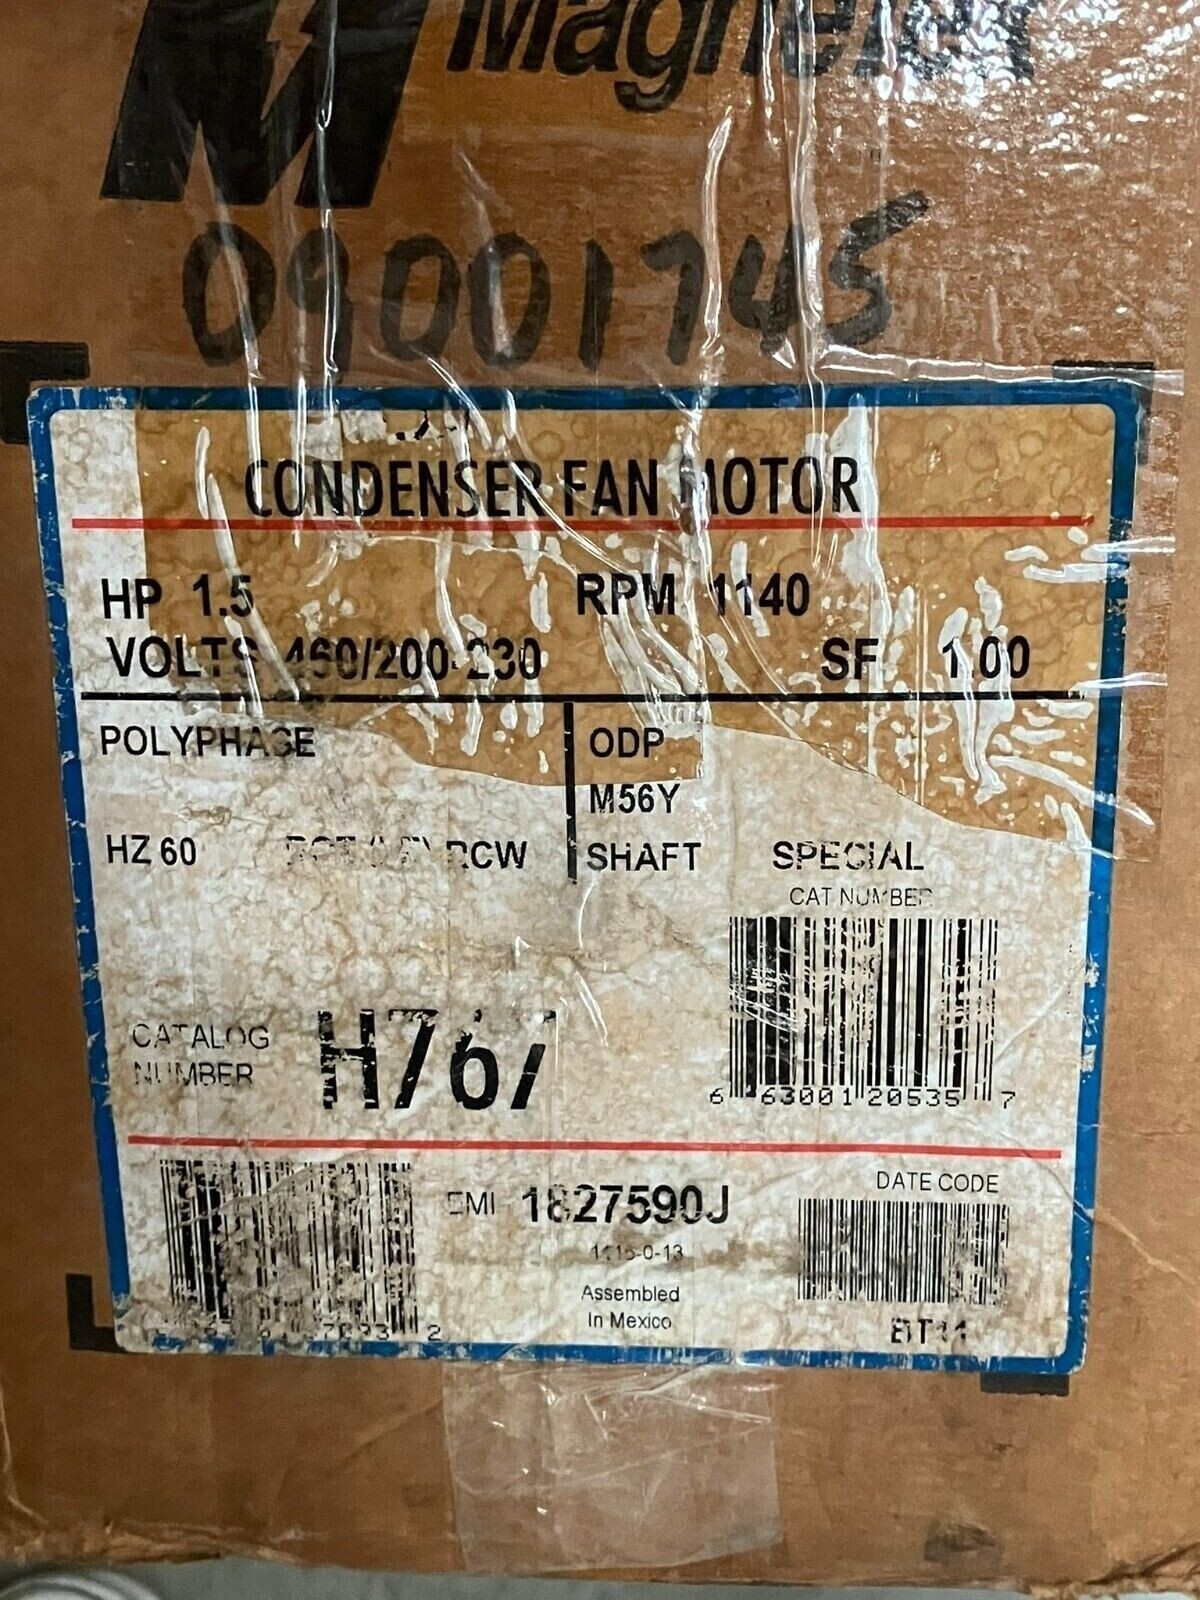 Magnetek
09001745
CONDENSER FAN MOTOR
HP 1.5 RPM 1140
VOLTS 460/200-230 SF 1.00
POLYPHASE ODP
M56Y
HZ 60 RCW SHAFT SPECIAL
CAT NUMBER
6 63001 20535 7
CATALOG
NUMBER H767
DATE CODE
EMI 1827590J
Assembled
In Mexico
BT11